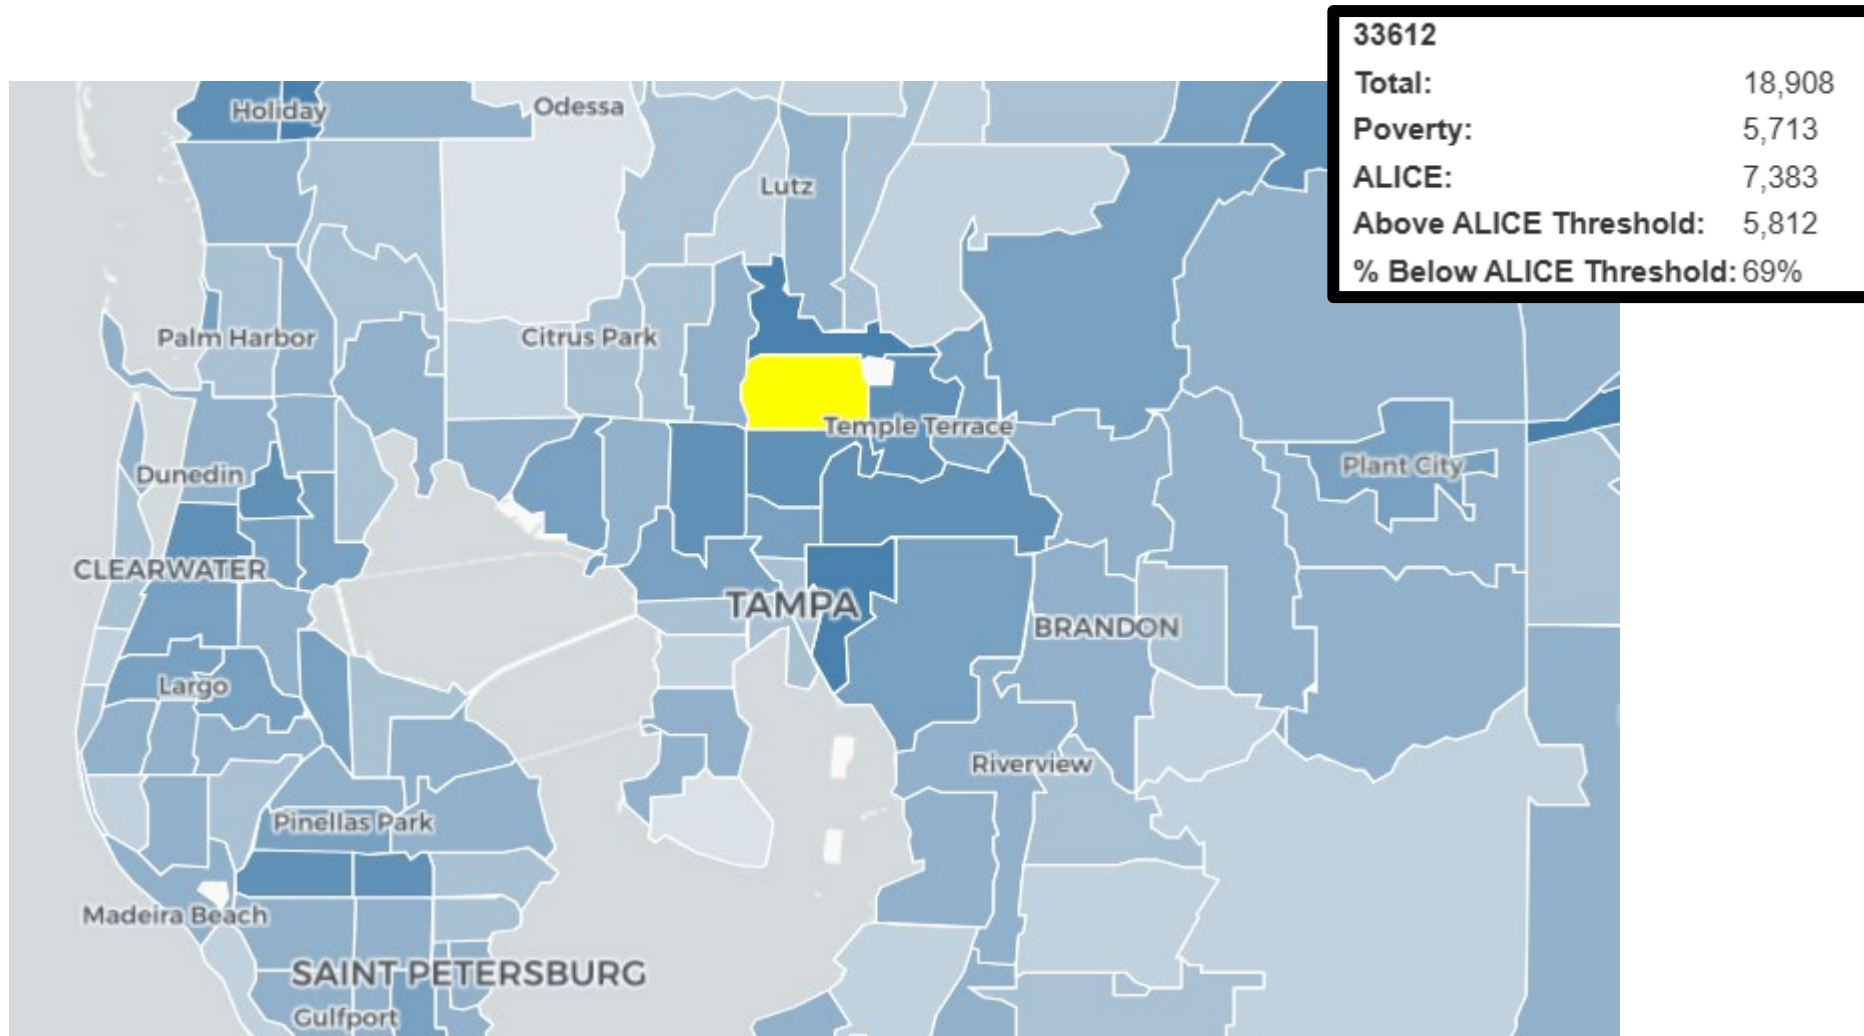 33612
Total: 18,908
Poverty: 5,713
ALICE: 7,383
Above ALICE Threshold: 5,812
% Below ALICE Threshold: 69%
Holiday
Odessa
Lutz
Palm Harbor
Citrus Park
Temple Terrace
Dunedin
Plant City
CLEARWATER
TAMPA
BRANDON
Largo
Riverview
Pinellas Park
Madeira Beach
SAINT PETERSBURG
Gulfport